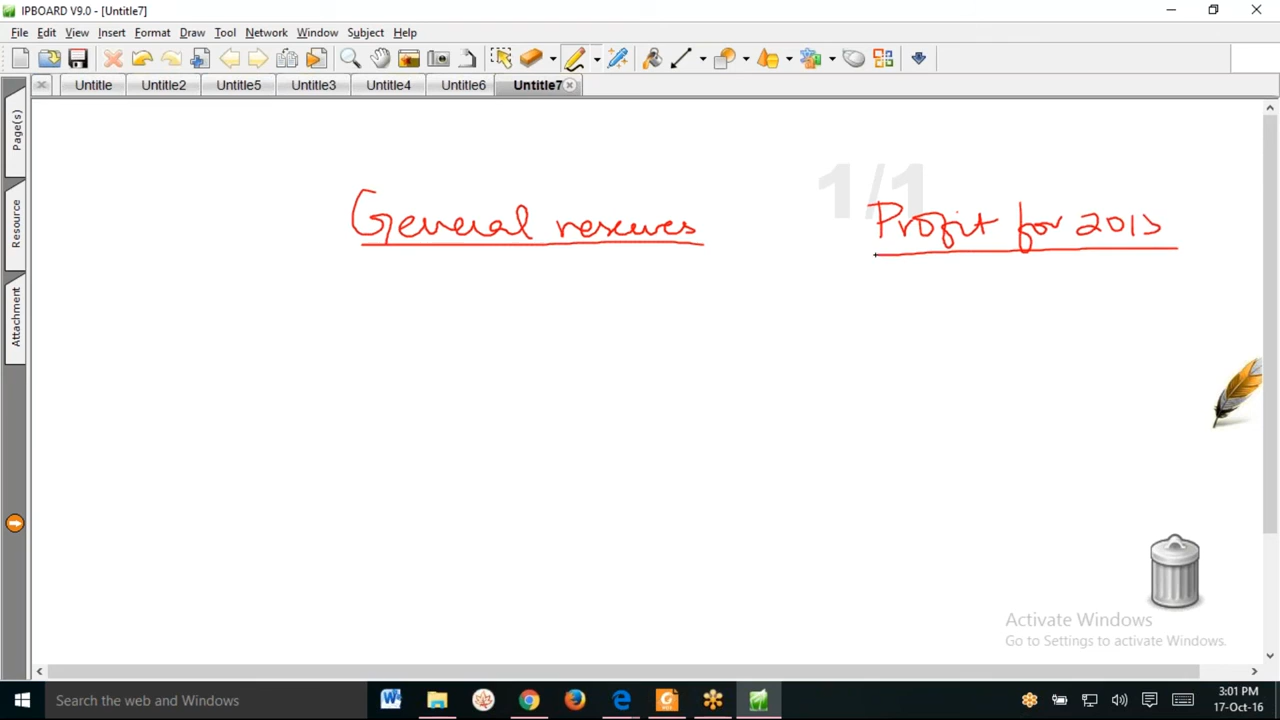 IPBOARD V9.0 - [Untitle7]
File Edit View Insert Format Draw Tool Network Window Subject Help
Untitle Untitle2 Untitle5 Untitle3 Untitle4 Untitle6 Untitle7
Page(s)
Resource
Attachment
1/1
General reserves Profit for 2015
Activate Windows
Go to Settings to activate Windows.
Search the web and Windows
3:01 PM
17-Oct-16